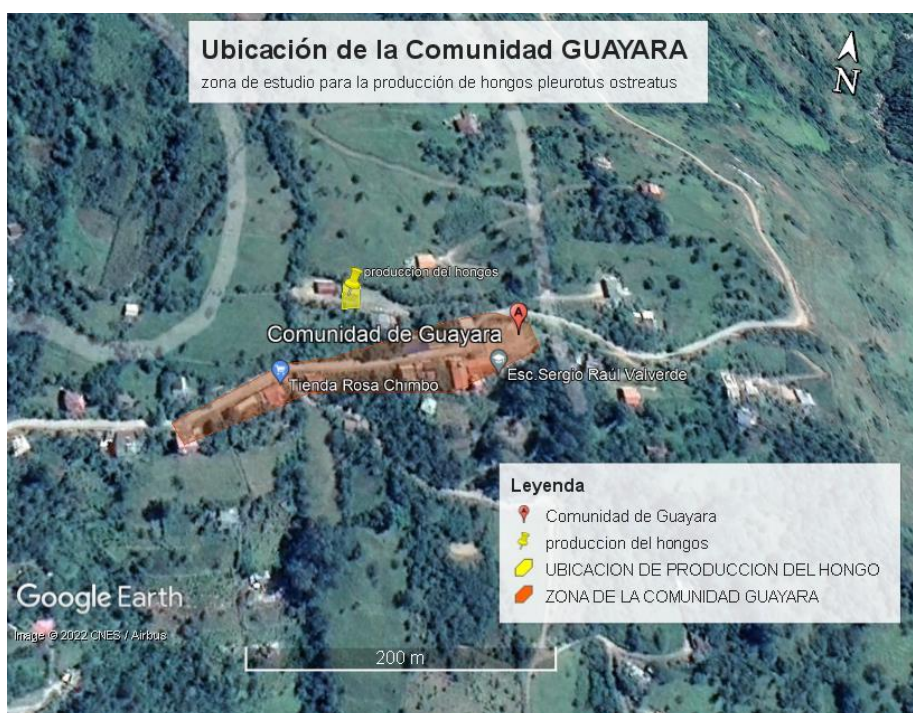 Ubicación de la Comunidad GUAYARA
zona de estudio para la producción de hongos pleurotus ostreatus
N
produccion del hongos
A
Comunidad de Guayara
Esc.Sergio Raúl Valverde
Tienda Rosa Chimbo
Leyenda
A Comunidad de Guayara
produccion del hongos
UBICACION DE PRODUCCION DEL HONGO
ZONA DE LA COMUNIDAD GUAYARA
Google Earth
Image © 2022 CNES / Airbus
200 m